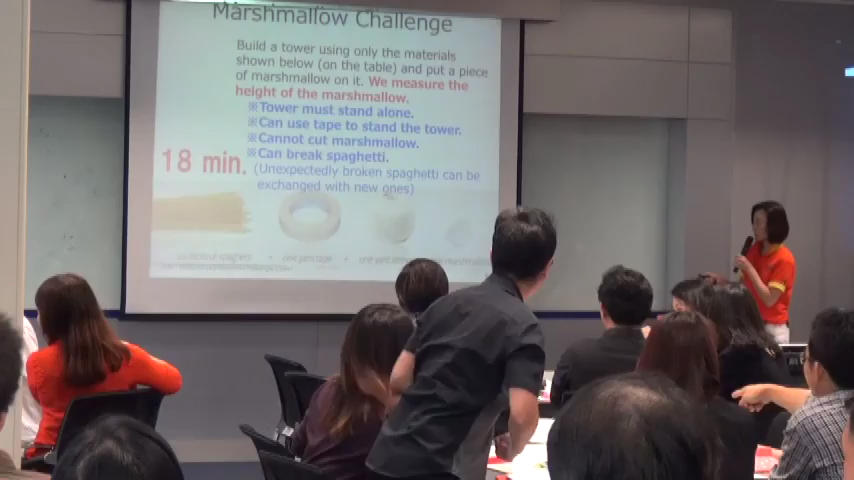 Marshmallow Challenge
Build a tower using only the materials
shown below (on the table) and put a piece
of marshmallow on it. We measure the
height of the marshmallow.
※Tower must stand alone.
※Can use tape to stand the tower.
※Cannot cut marshmallow.
※Can break spaghetti.
18 min.
(Unexpectedly broken spaghetti can be
exchanged with new ones)